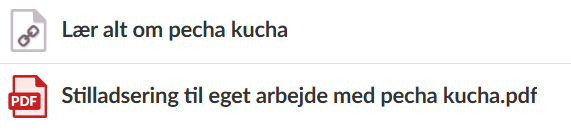 Lær alt om pecha kucha
PDF
Stilladsering til eget arbejde med pecha kucha.pdf